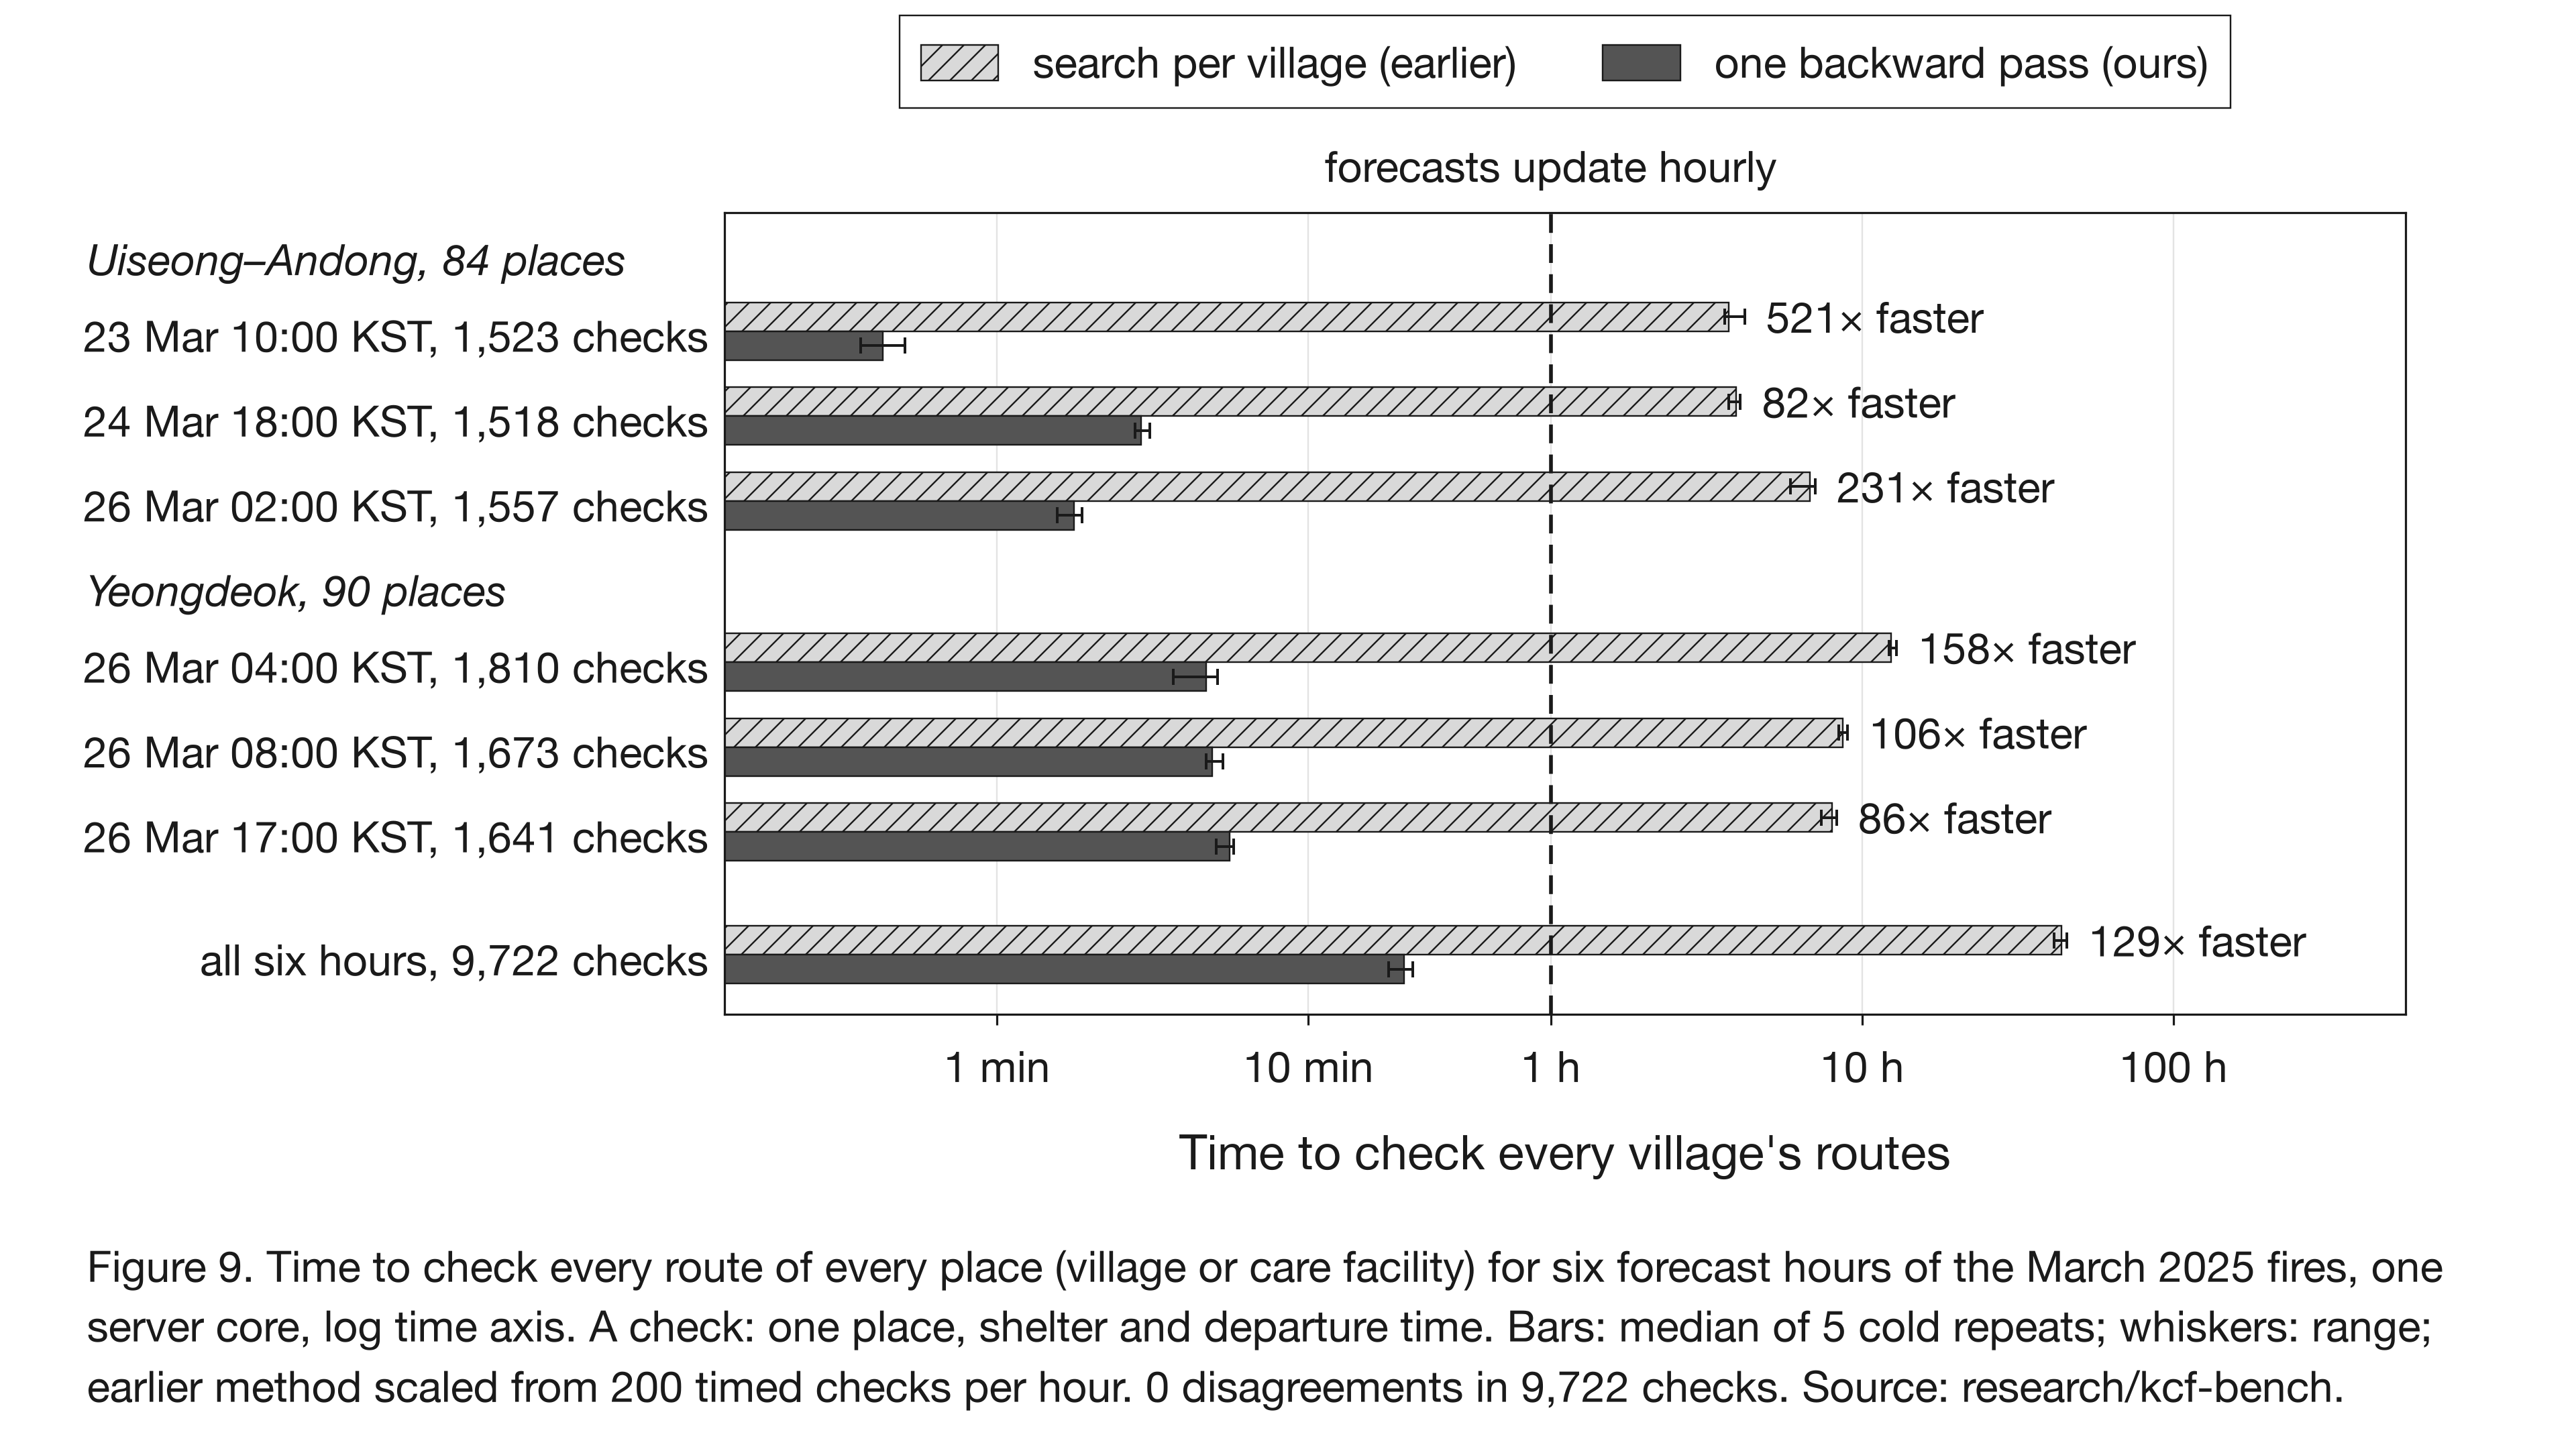 search per village (earlier)
one backward pass (ours)
forecasts update hourly
Uiseong–Andong, 84 places
23 Mar 10:00 KST, 1,523 checks
521× faster
24 Mar 18:00 KST, 1,518 checks
82× faster
26 Mar 02:00 KST, 1,557 checks
231× faster
Yeongdeok, 90 places
26 Mar 04:00 KST, 1,810 checks
158× faster
26 Mar 08:00 KST, 1,673 checks
106× faster
26 Mar 17:00 KST, 1,641 checks
86× faster
all six hours, 9,722 checks
129× faster
1 min
10 min
1 h
10 h
100 h
Time to check every village's routes
Figure 9. Time to check every route of every place (village or care facility) for six forecast hours of the March 2025 fires, one
server core, log time axis. A check: one place, shelter and departure time. Bars: median of 5 cold repeats; whiskers: range;
earlier method scaled from 200 timed checks per hour. 0 disagreements in 9,722 checks. Source: research/kcf-bench.